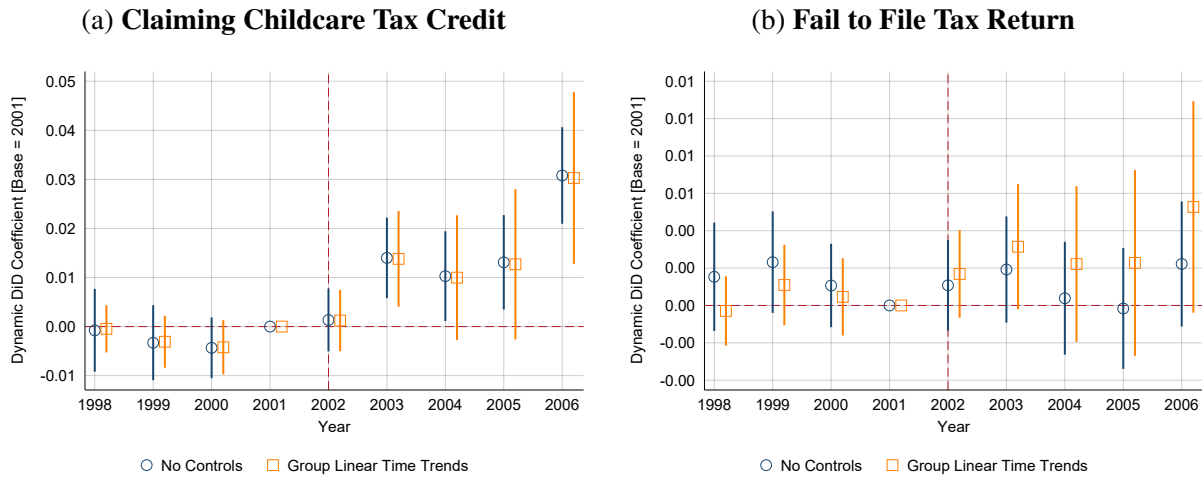 (a) Claiming Childcare Tax Credit
Dynamic DiD Coefficient [Base = 2001]
0.05
0.04
0.03
0.02
0.01
0.00
-0.01
1998 1999 2000 2001 2002 2003 2004 2005 2006
Year
No Controls Group Linear Time Trends
(b) Fail to File Tax Return
Dynamic DiD Coefficient [Base = 2001]
0.01
0.01
0.01
0.01
0.00
0.00
0.00
-0.00
-0.00
1998 1999 2000 2001 2002 2003 2004 2005 2006
Year
No Controls Group Linear Time Trends